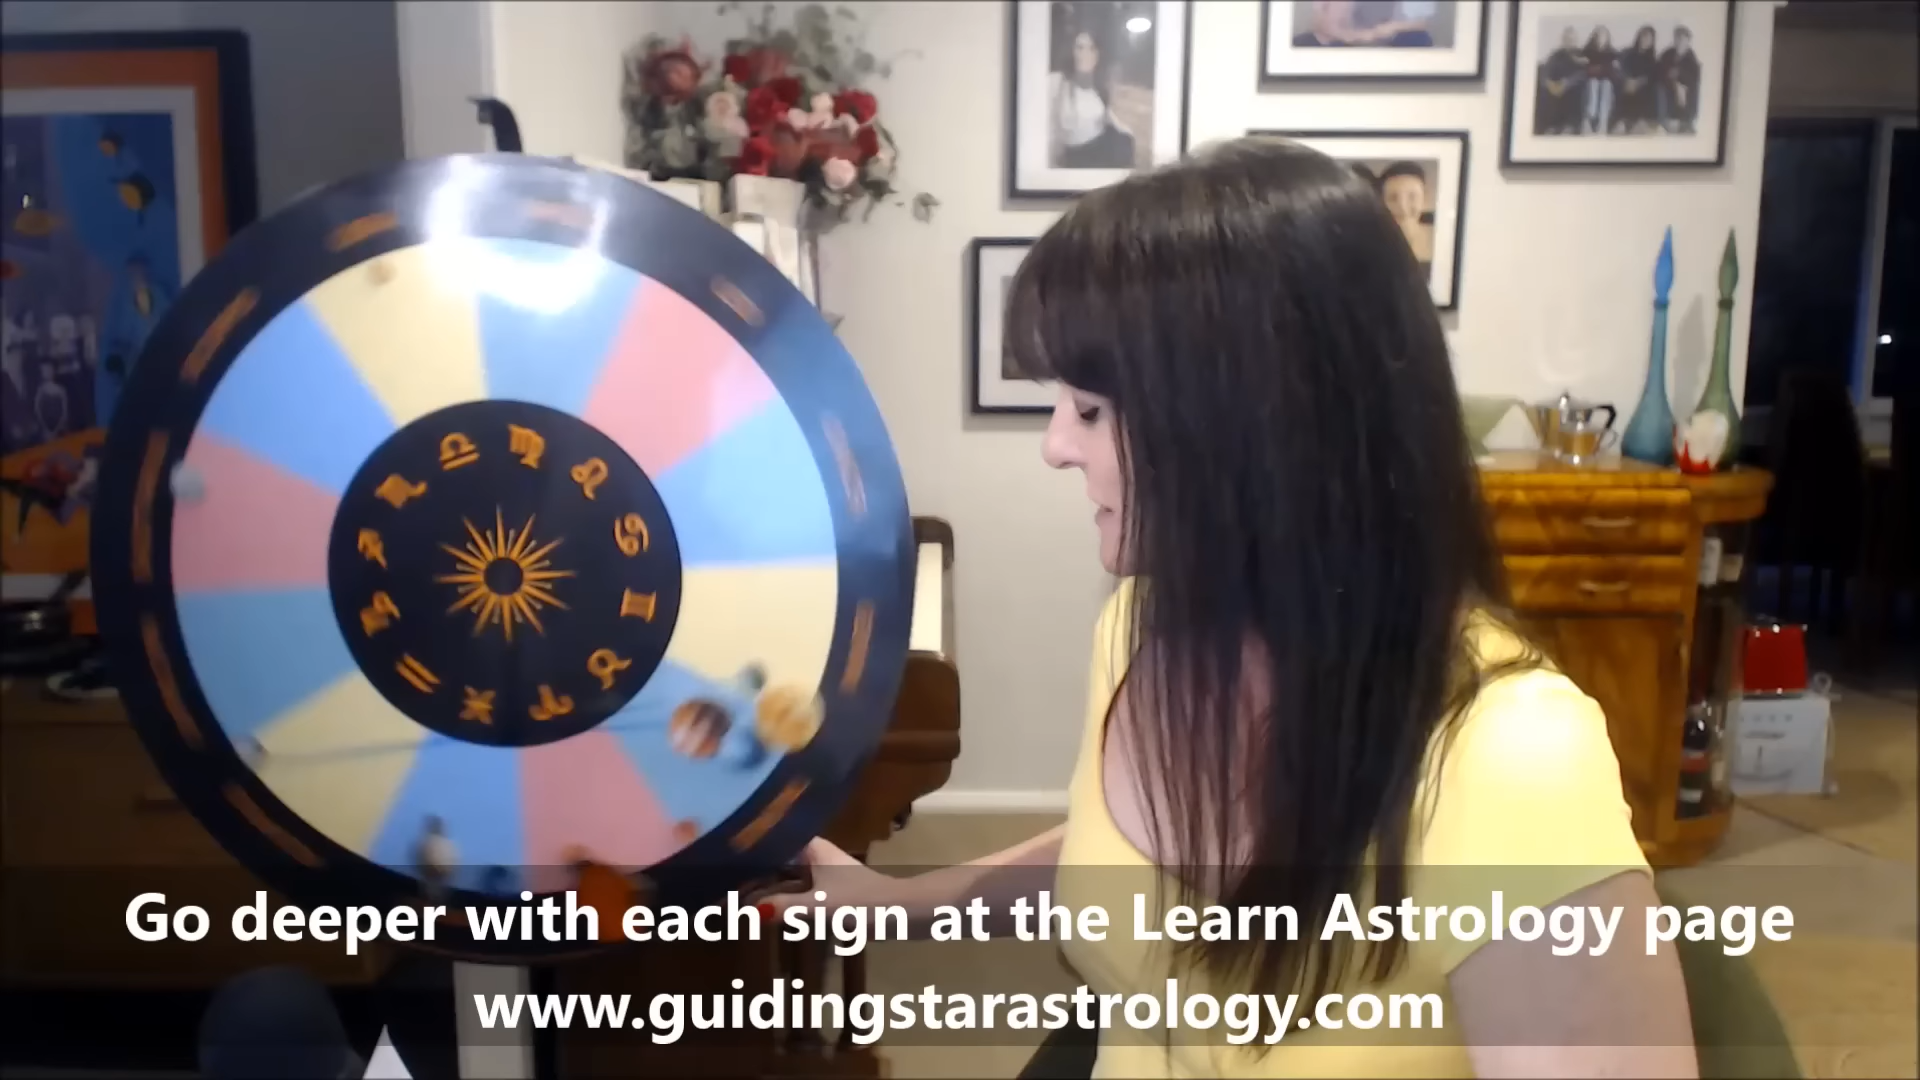 Go deeper with each sign at the Learn Astrology page
www.guidingstarastrology.com